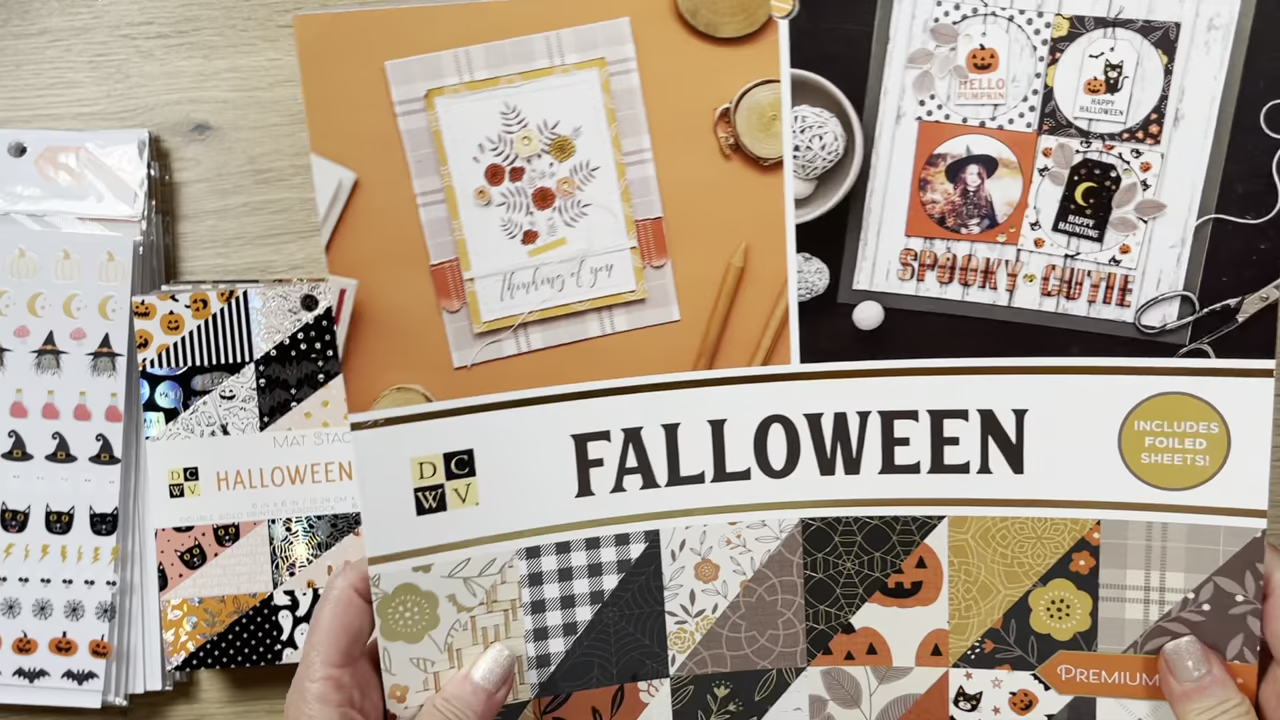 thinking of you
HELLO
PUMPKIN
HAPPY
HALLOWEEN
HAPPY
HAUNTING
SPOOKY CUTIE
MAT STAC
DC
WV
HALLOWEEN
DC
WV
FALLOWEEN
INCLUDES
FOILED
SHEETS!
PREMIUM